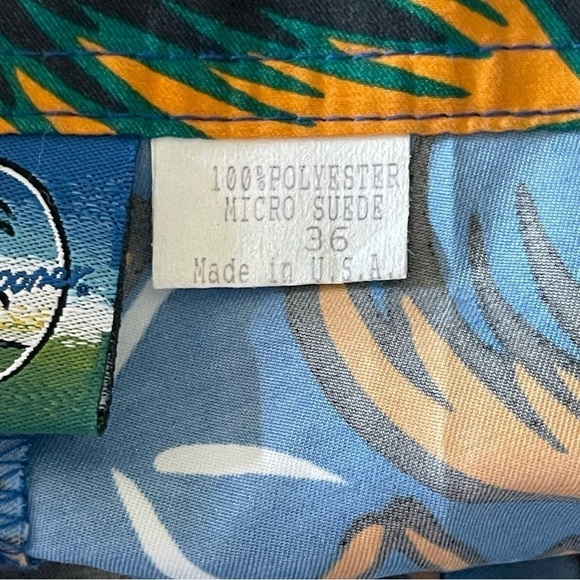 100%POLYESTER
MICRO SUEDE
36
Made in U.S.A.